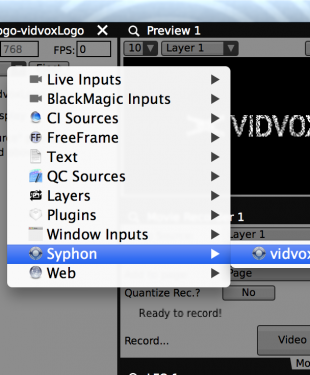 ogo-vidvoxLogo
Preview 1
768
FPS: 0
10
Layer 1
VIDVOX
Live Inputs
BlackMagic Inputs
CI Sources
FF FreeFrame
Text
QC Sources
Layers
Plugins
Window Inputs
Syphon
vidvox
Web
1
Layer 1
Page
Quantize Rec.?
No
Ready to record!
Record...
Video
Mo